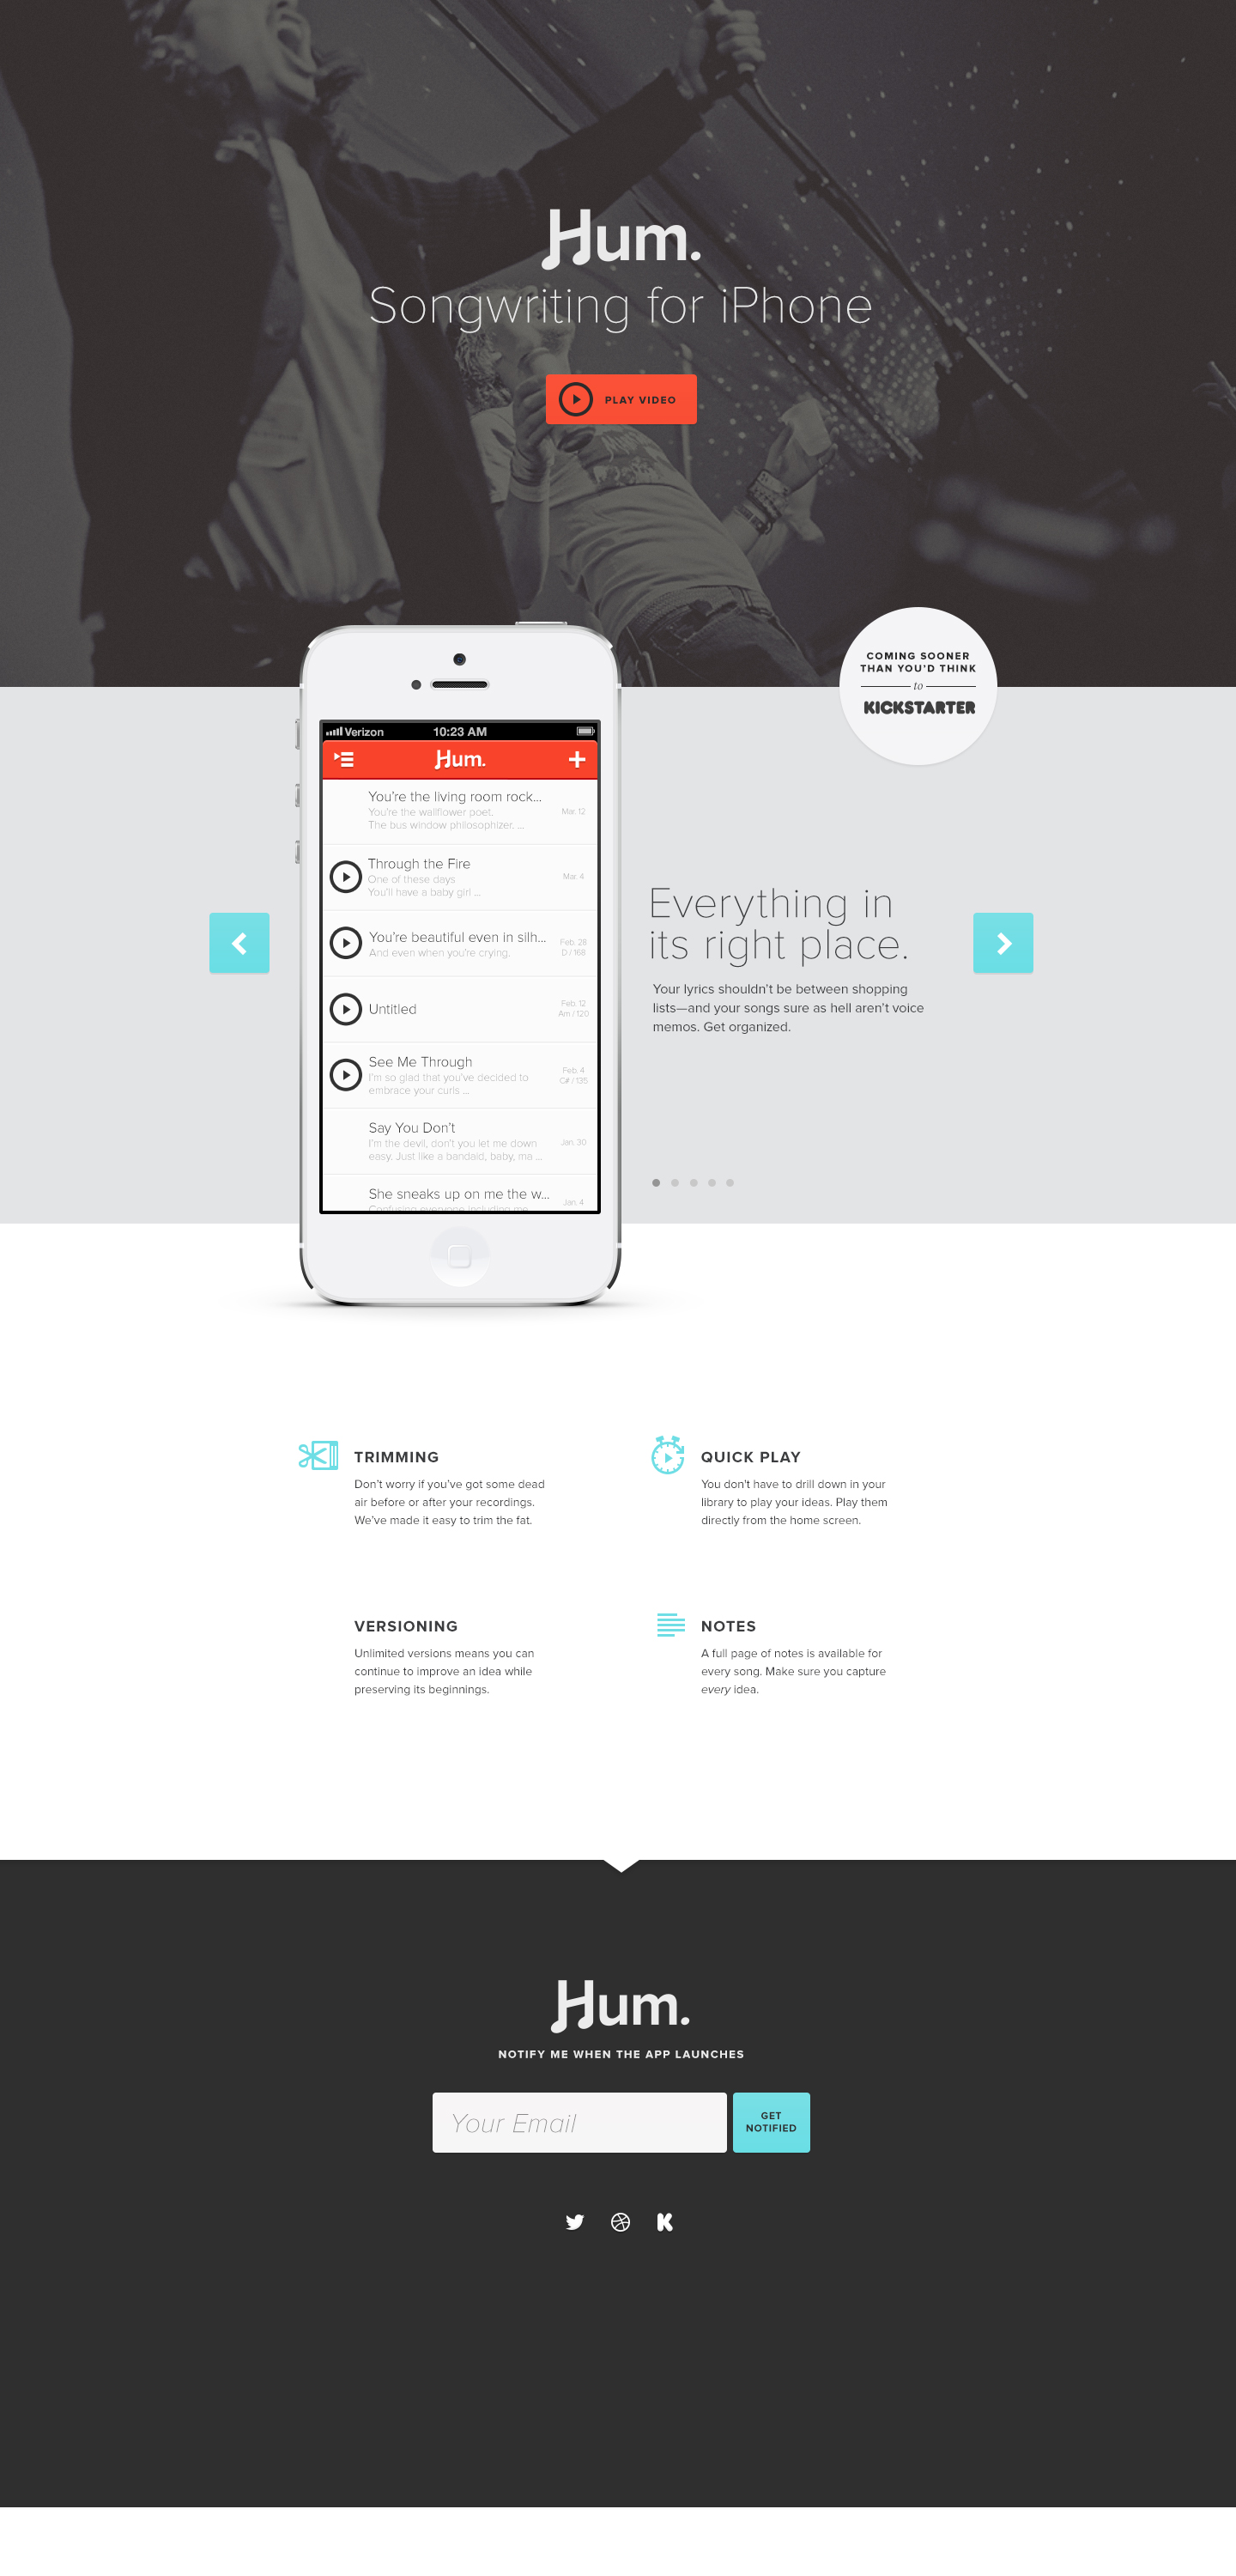 Hum.
Songwriting for iPhone
PLAY VIDEO
COMING SOONER
THAN YOU'D THINK
to
KICKSTARTER
Verizon
10:23 AM
Hum.
You're the living room rock...
You're the wallflower poet.
The bus window philosophizer. ...
Mar. 12
Through the Fire
One of these days
You'll have a baby girl ...
Mar. 4
You're beautiful even in silh...
And even when you're crying.
Feb. 28
D / 168
Untitled
Feb. 12
Am / 120
See Me Through
I'm so glad that you've decided to
embrace your curls ...
Feb. 4
C# / 135
Say You Don't
I'm the devil, don't you let me down
easy. Just like a bandaid, baby, ma ...
Jan. 30
She sneaks up on me the w...
Confusing everyone including me
Jan. 4
Everything in
its right place.
Your lyrics shouldn't be between shopping
lists—and your songs sure as hell aren't voice
memos. Get organized.
TRIMMING
Don't worry if you've got some dead
air before or after your recordings.
We've made it easy to trim the fat.
QUICK PLAY
You don't have to drill down in your
library to play your ideas. Play them
directly from the home screen.
VERSIONING
Unlimited versions means you can
continue to improve an idea while
preserving its beginnings.
NOTES
A full page of notes is available for
every song. Make sure you capture
every idea.
Hum.
NOTIFY ME WHEN THE APP LAUNCHES
Your Email
GET
NOTIFIED